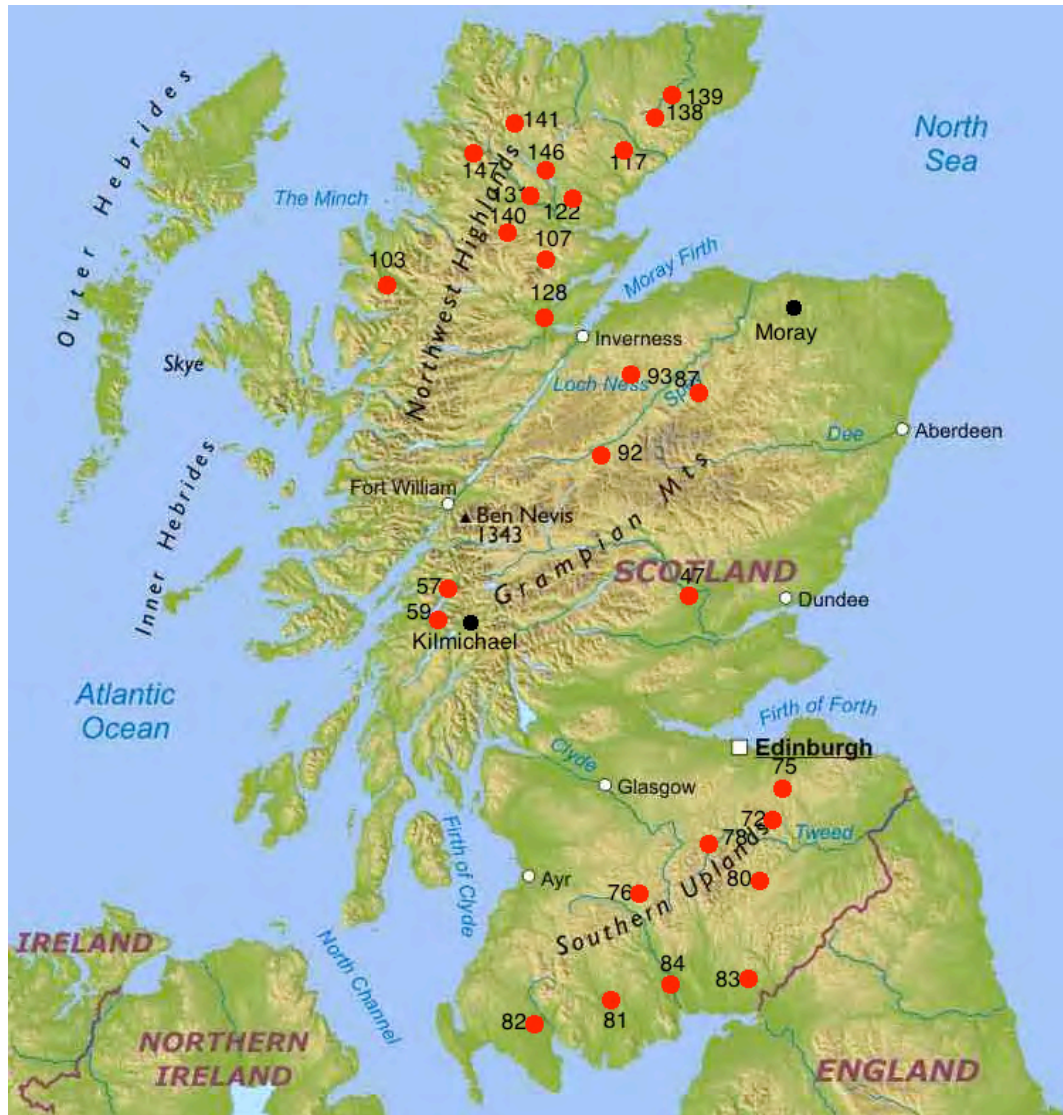 139
138
141
North
Sea
117
146
147
Outer Hebrides
The Minch
131
122
140
107
103
Northwest Highlands
Moray Firth
128
Moray
Inverness
Skye
Loch Ness
93
87
Spey
Dee
Aberdeen
92
Inner Hebrides
Fort William
Ben Nevis
1343
Grampian Mts
SCOTLAND
57
47
Dundee
59
Kilmichael
Atlantic
Ocean
Firth of Forth
Edinburgh
Clyde
75
Glasgow
72
Tweed
78
Firth of Clyde
Ayr
80
76
Southern Uplands
IRELAND
North Channel
84
83
82
81
NORTHERN
IRELAND
ENGLAND